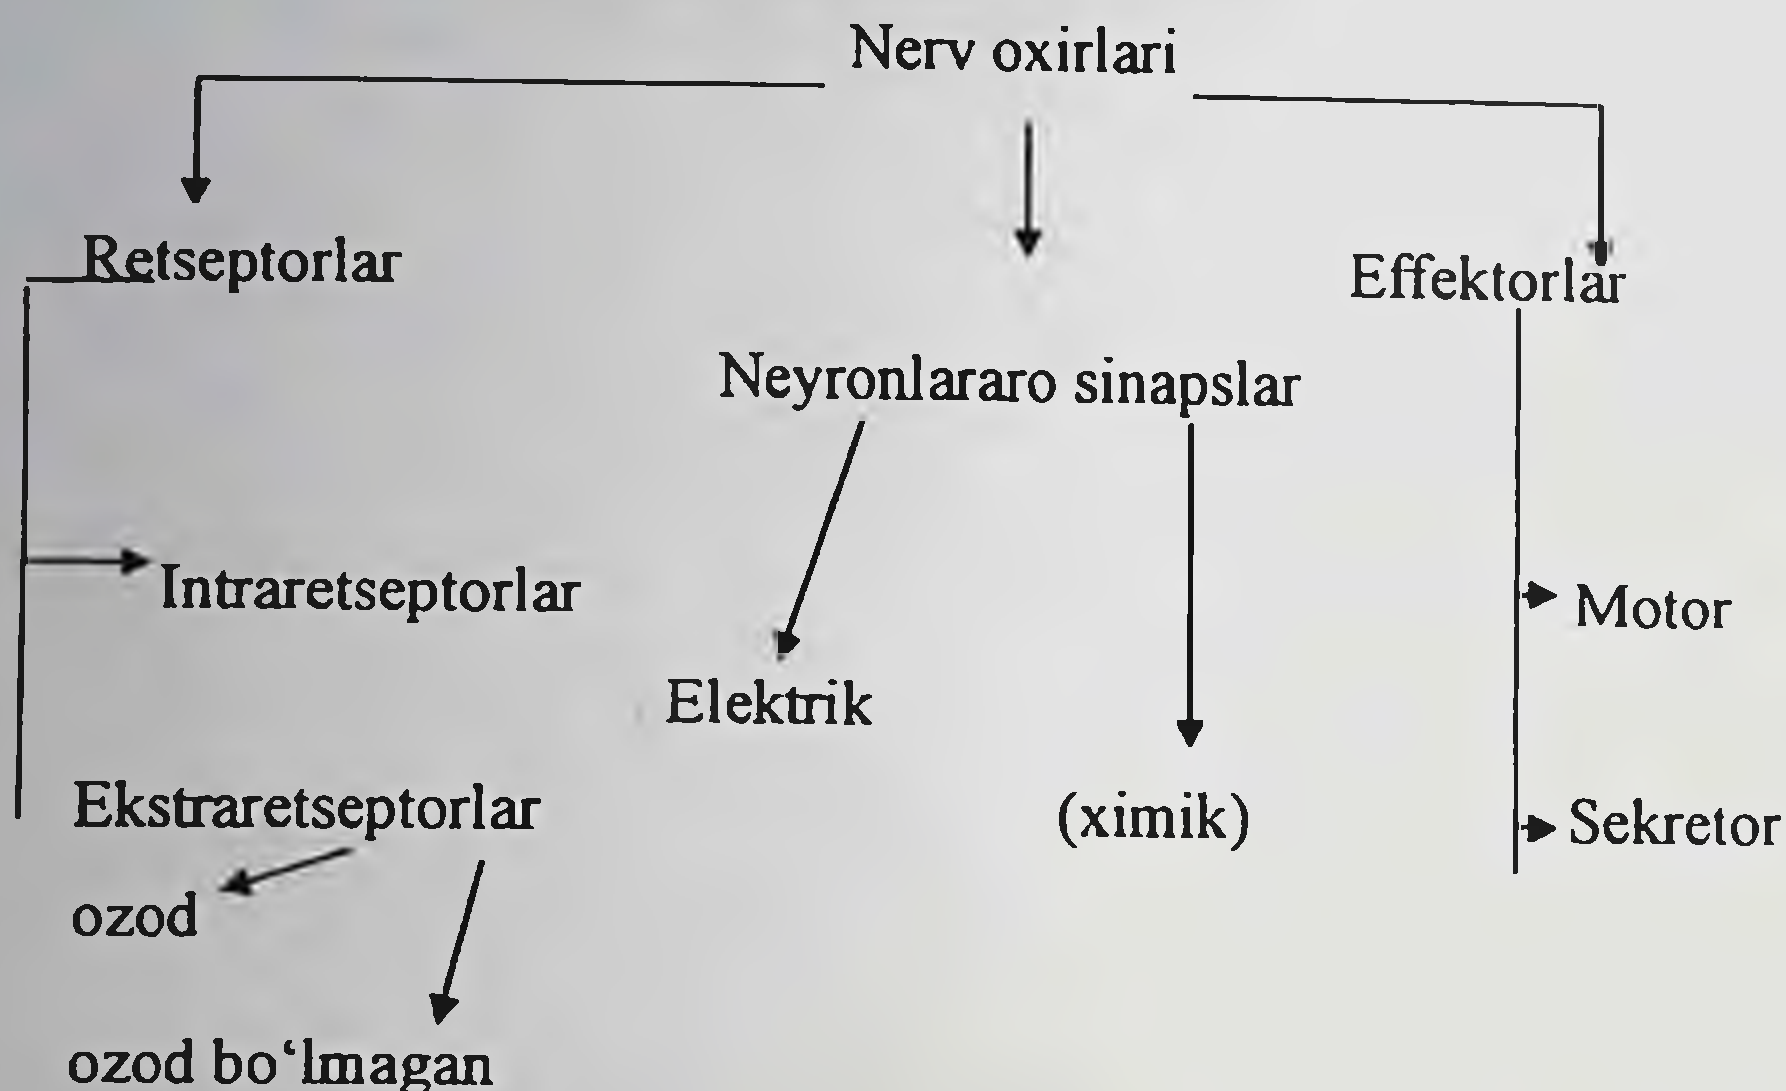 Nerv oxirlari
Retseptorlar
Effektorlar
Neyronlararo sinapslar
Intraretseptorlar
Motor
Elektrik
Ekstraretseptorlar
(ximik)
Sekretor
ozod
ozod bo‘lmagan